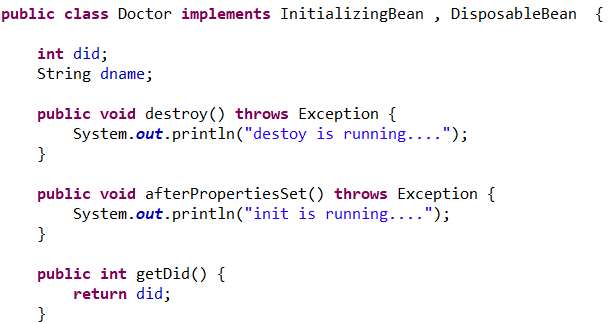 public class Doctor implements InitializingBean , DisposableBean  {
int did;
String dname;
public void destroy() throws Exception {
System.out.println("destoy is running....");
}
public void afterPropertiesSet() throws Exception {
System.out.println("init is running....");
}
public int getDid() {
return did;
}